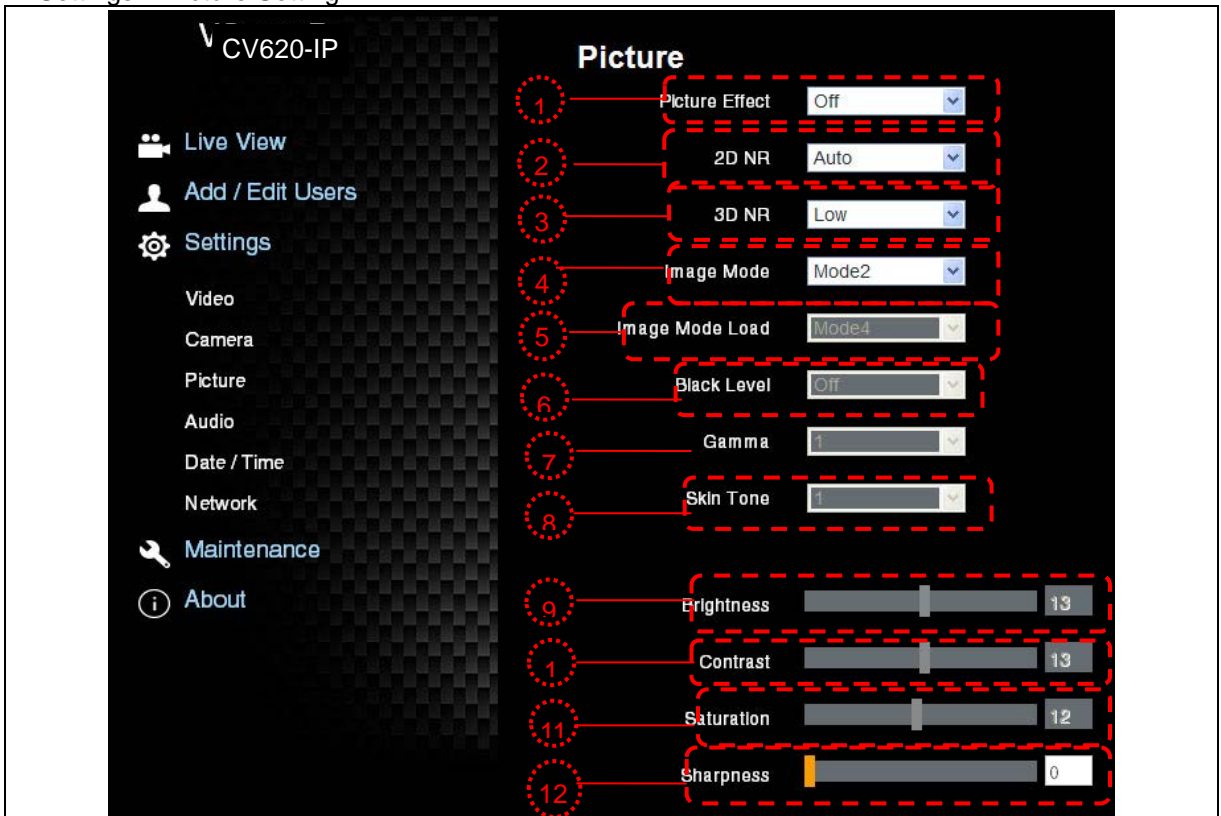 CV620-IP
Picture
1 Picture Effect Off
Live View
2 2D NR Auto
Add / Edit Users
3 3D NR Low
Settings
4 Image Mode Mode2
Video
5 Image Mode Load Mode4
Camera
6 Black Level Off
Picture
Audio
7 Gamma 1
Date / Time
8 Skin Tone 1
Network
Maintenance
9 Brightness 13
About
1 Contrast 13
11 Saturation 12
12 Sharpness 0